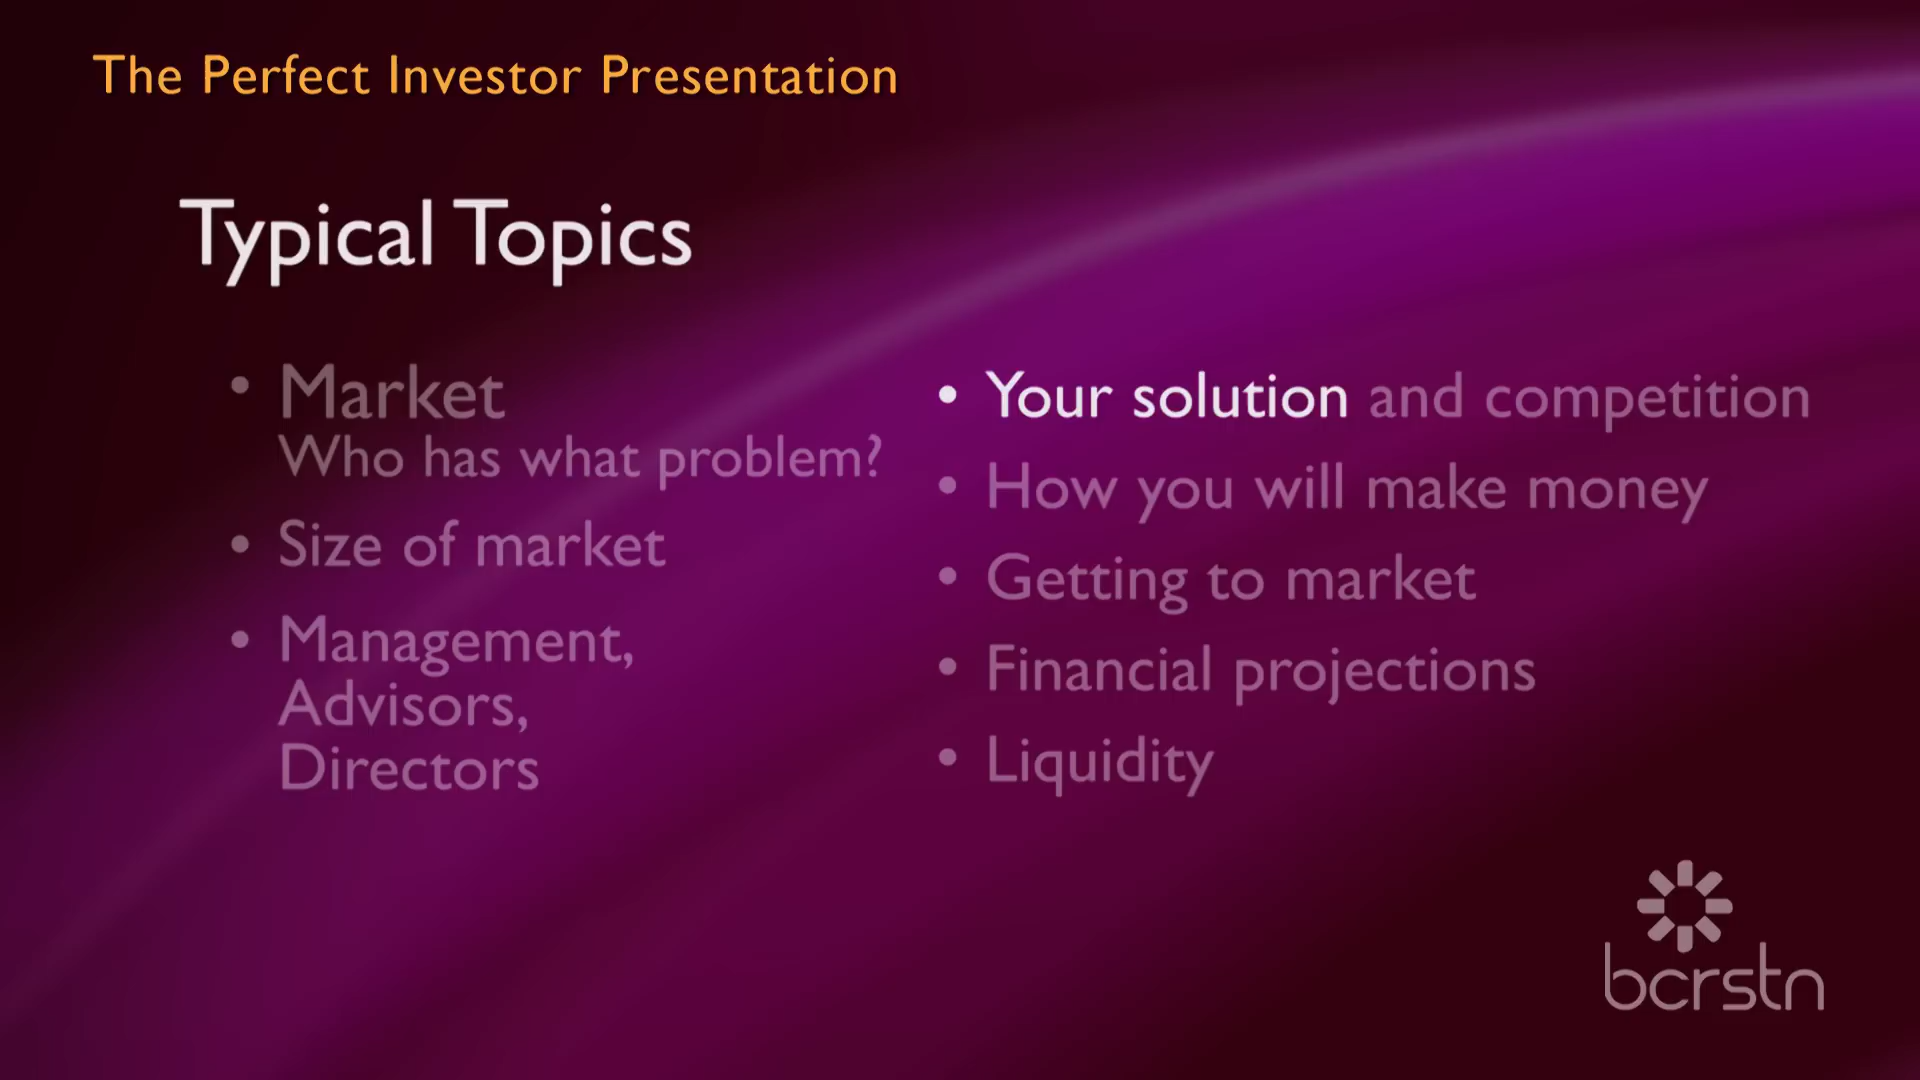 The Perfect Investor Presentation
Typical Topics
• Market
Who has what problem?
• Size of market
• Management,
Advisors,
Directors
• Your solution and competition
• How you will make money
• Getting to market
• Financial projections
• Liquidity
bcrstn